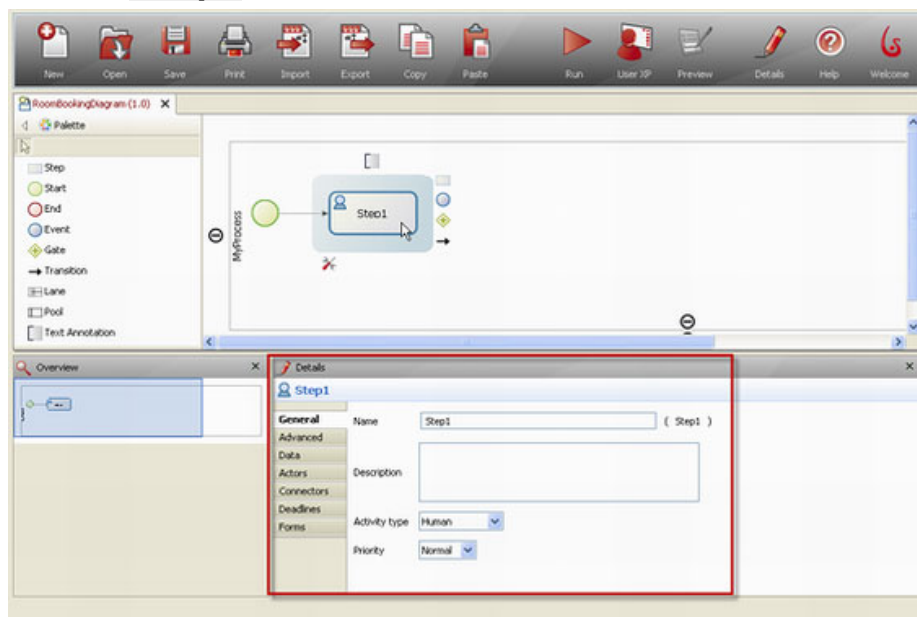 New Open Save Print Import Export Copy Paste Run User XP Preview Details Help Welcome
RoomBookingDiagram (1.0)
Palette
Step
Start
End
Event
Gate
Transition
Lane
Pool
Text Annotation
MyProcess
Step1
Overview
Details
Step1
General
Advanced
Data
Actors
Connectors
Deadlines
Forms
Name Step1 ( Step1 )
Description
Activity type Human
Priority Normal